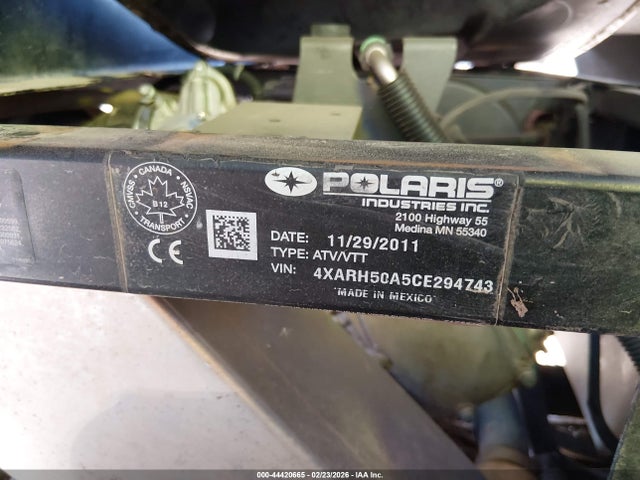 CMVSS · CANADA · NSVAC
B12
TRANSPORT
CE
POLARIS®
INDUSTRIES INC.
2100 Highway 55
Medina MN 55340
DATE: 11/29/2011
TYPE: ATV/VTT
VIN: 4XARH50A5CE294743
"MADE IN MEXICO"
000-44420665 - 02/23/2026 - IAA Inc.